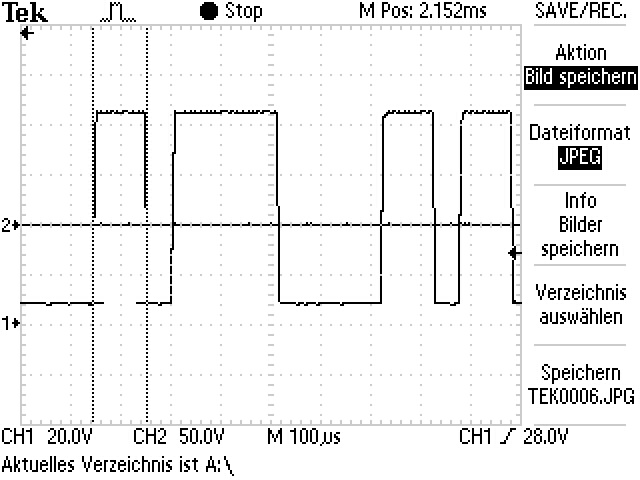 Tek Stop M Pos: 2.152ms SAVE/REC.
Aktion
Bild speichern
Dateiformat
JPEG
Info
Bilder
speichern
Verzeichnis
auswählen
Speichern
TEK0006.JPG
2
1
CH1 20.0V CH2 50.0V M 100µs CH1 28.0V
Aktuelles Verzeichnis ist A:\